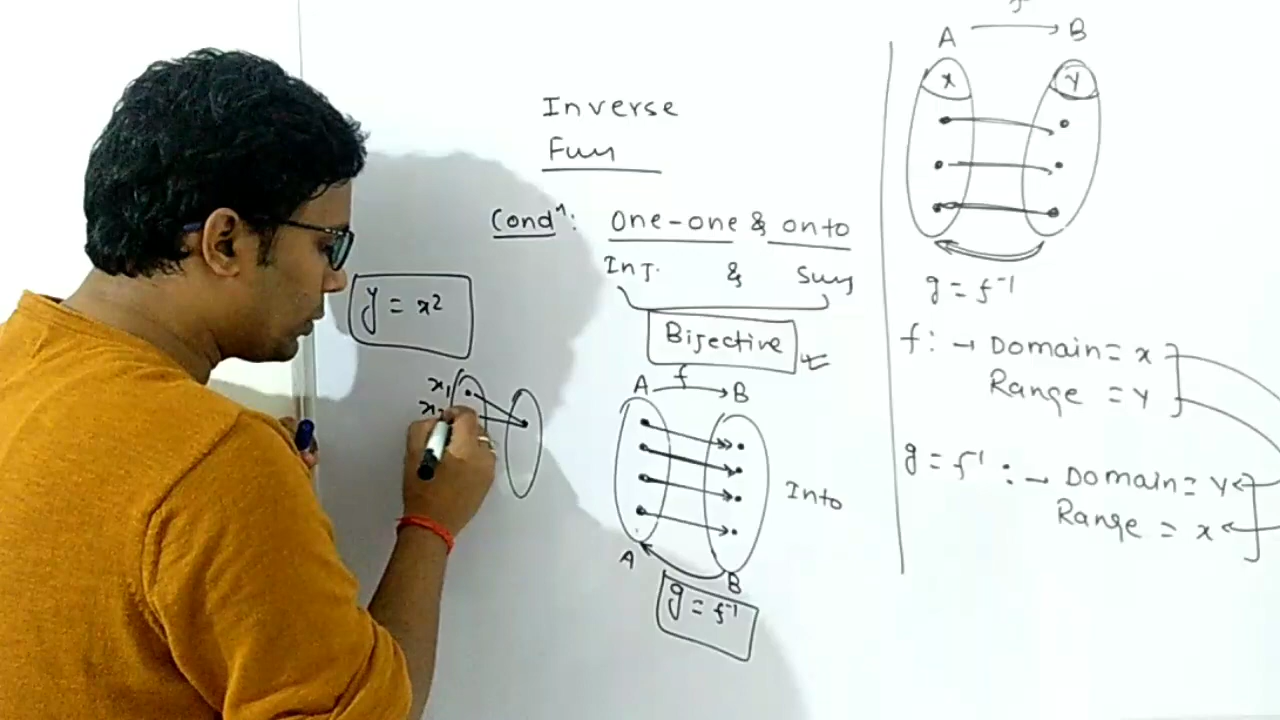 Inverse
Fun
Condⁿ: One-one & onto
Inj. & Surj
Bijective
y = x²
x₁
x₂
A f B
Into
A B
g = f⁻¹
f
A B
x y
g = f⁻¹
f : → Domain = x
Range = y
g = f⁻¹ : → Domain = y
Range = x